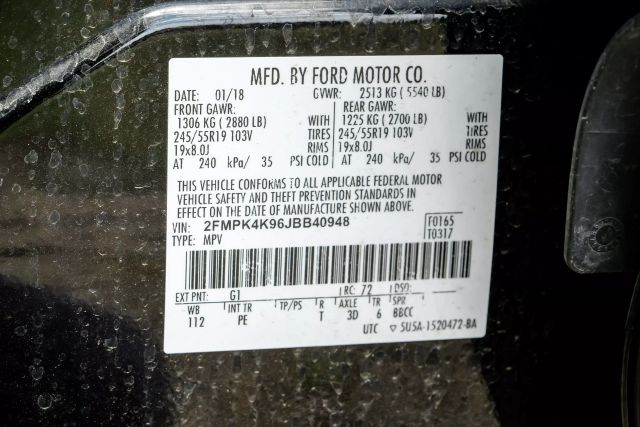 MFD. BY FORD MOTOR CO.
DATE: 01/18 GVWR: 2513 KG ( 5540 LB)
FRONT GAWR: REAR GAWR:
1306 KG ( 2880 LB) WITH 1225 KG ( 2700 LB) WITH
245/55R19 103V TIRES 245/55R19 103V TIRES
19x8.0J RIMS 19x8.0J RIMS
AT 240 kPa/ 35 PSI COLD AT 240 kPa/ 35 PSI COLD
THIS VEHICLE CONFORMS TO ALL APPLICABLE FEDERAL MOTOR
VEHICLE SAFETY AND THEFT PREVENTION STANDARDS IN
EFFECT ON THE DATE OF MANUFACTURE SHOWN ABOVE.
VIN: 2FMPK4K96JBB40948 F0165
TYPE: MPV T0317
EXT PNT: G1 RC: 72 DSO:
WB INT TR TP/PS R AXLE TR SPR
112 PE T 3D 6 BBCC
UTC ▽ 5U5A-1520472-BA